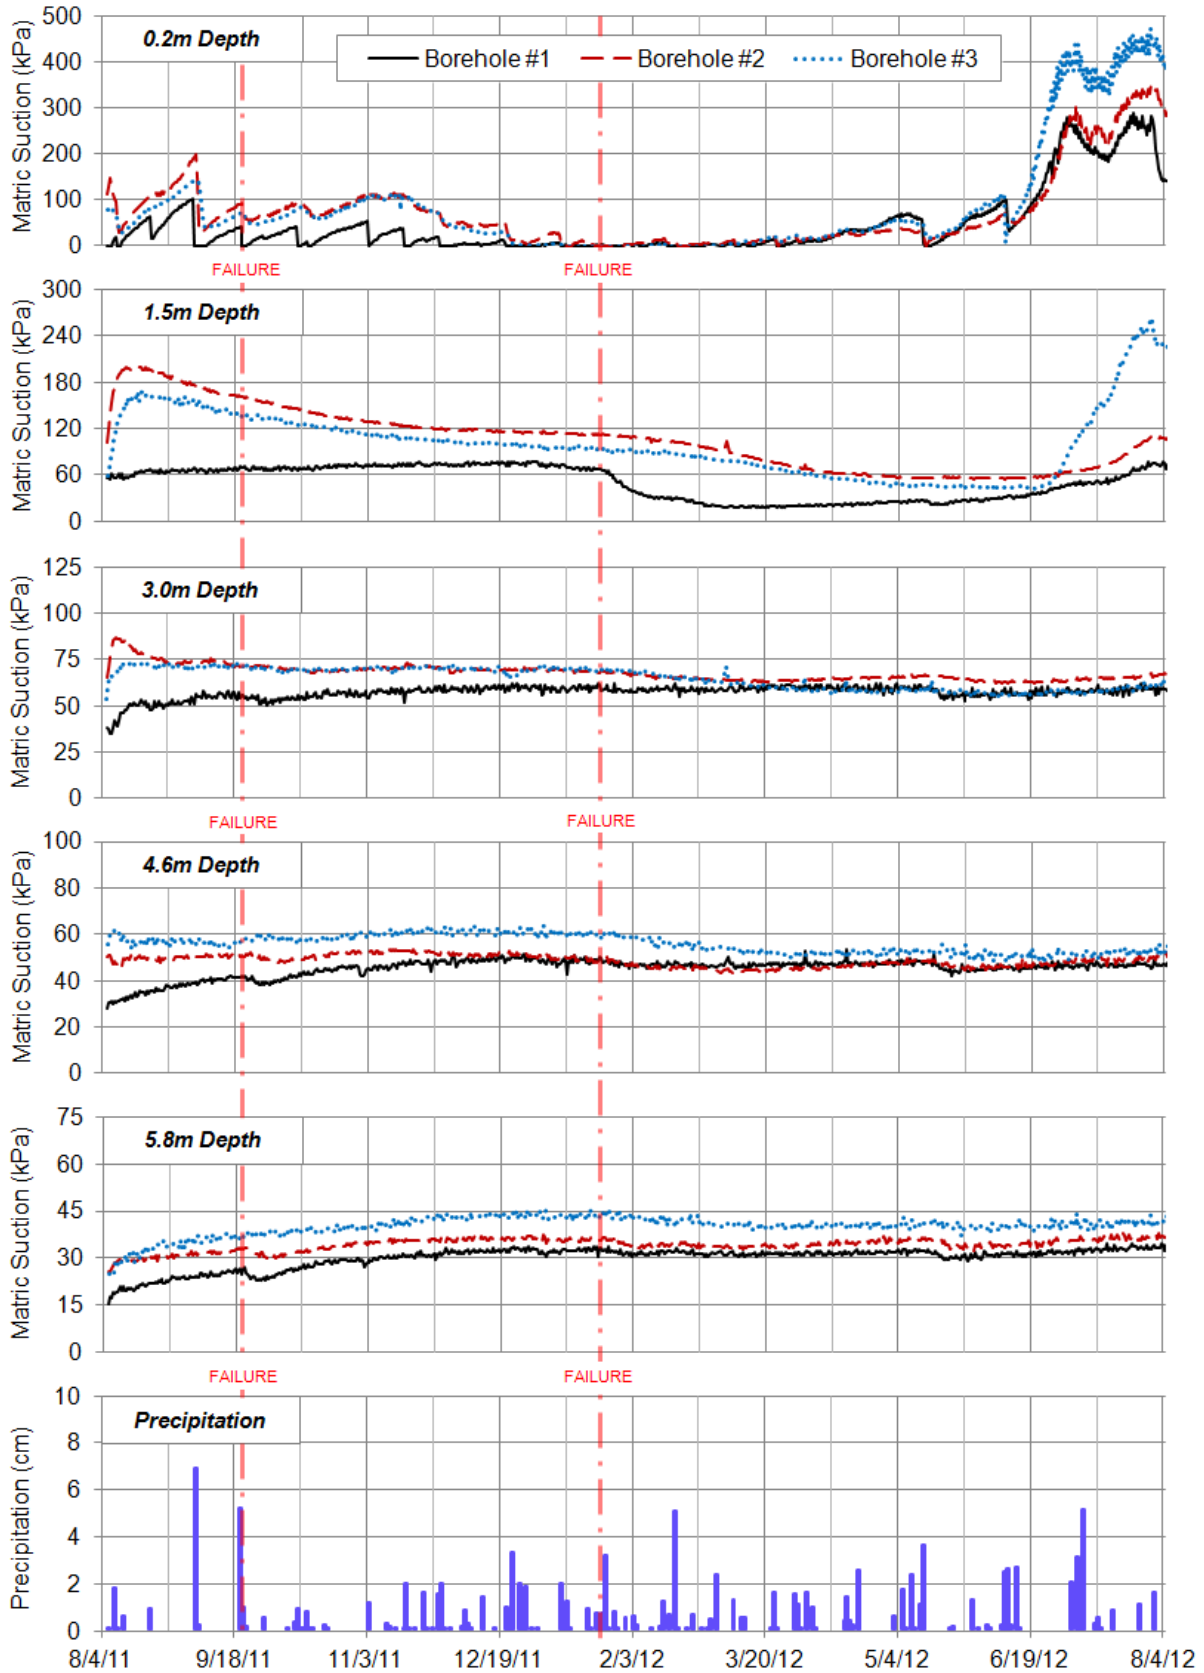 500
400
300
200
100
0
Matric Suction (kPa)
0.2m Depth
Borehole #1
Borehole #2
Borehole #3
FAILURE
FAILURE
300
240
180
120
60
0
Matric Suction (kPa)
1.5m Depth
125
100
75
50
25
0
Matric Suction (kPa)
3.0m Depth
FAILURE
FAILURE
100
80
60
40
20
0
Matric Suction (kPa)
4.6m Depth
75
60
45
30
15
0
Matric Suction (kPa)
5.8m Depth
FAILURE
FAILURE
10
8
6
4
2
0
Precipitation (cm)
Precipitation
8/4/11
9/18/11
11/3/11
12/19/11
2/3/12
3/20/12
5/4/12
6/19/12
8/4/12